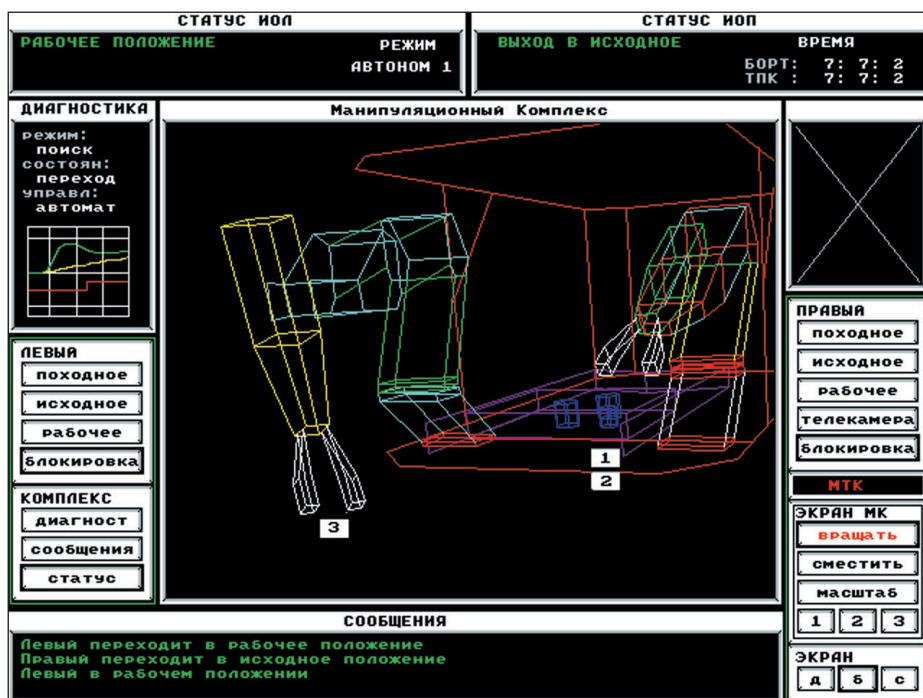 СТАТУС ИОЛ
РАБОЧЕЕ ПОЛОЖЕНИЕ
РЕЖИМ
АВТОНОМ 1
СТАТУС ИОП
ВЫХОД В ИСХОДНОЕ
ВРЕМЯ
БОРТ: 7: 7: 2
ТПК : 7: 7: 2
ДИАГНОСТИКА
режим:
поиск
состоян:
переход
управл:
автомат
Манипуляционный Комплекс
1
2
3
ЛЕВЫЙ
походное
исходное
рабочее
блокировка
КОМПЛЕКС
диагност
сообщения
статус
ПРАВЫЙ
походное
исходное
рабочее
телекамера
блокировка
МТК
ЭКРАН МК
вращать
сместить
масштаб
1 2 3
ЭКРАН
д б с
СООБЩЕНИЯ
Левый переходит в рабочее положение
Правый переходит в исходное положение
Левый в рабочем положении